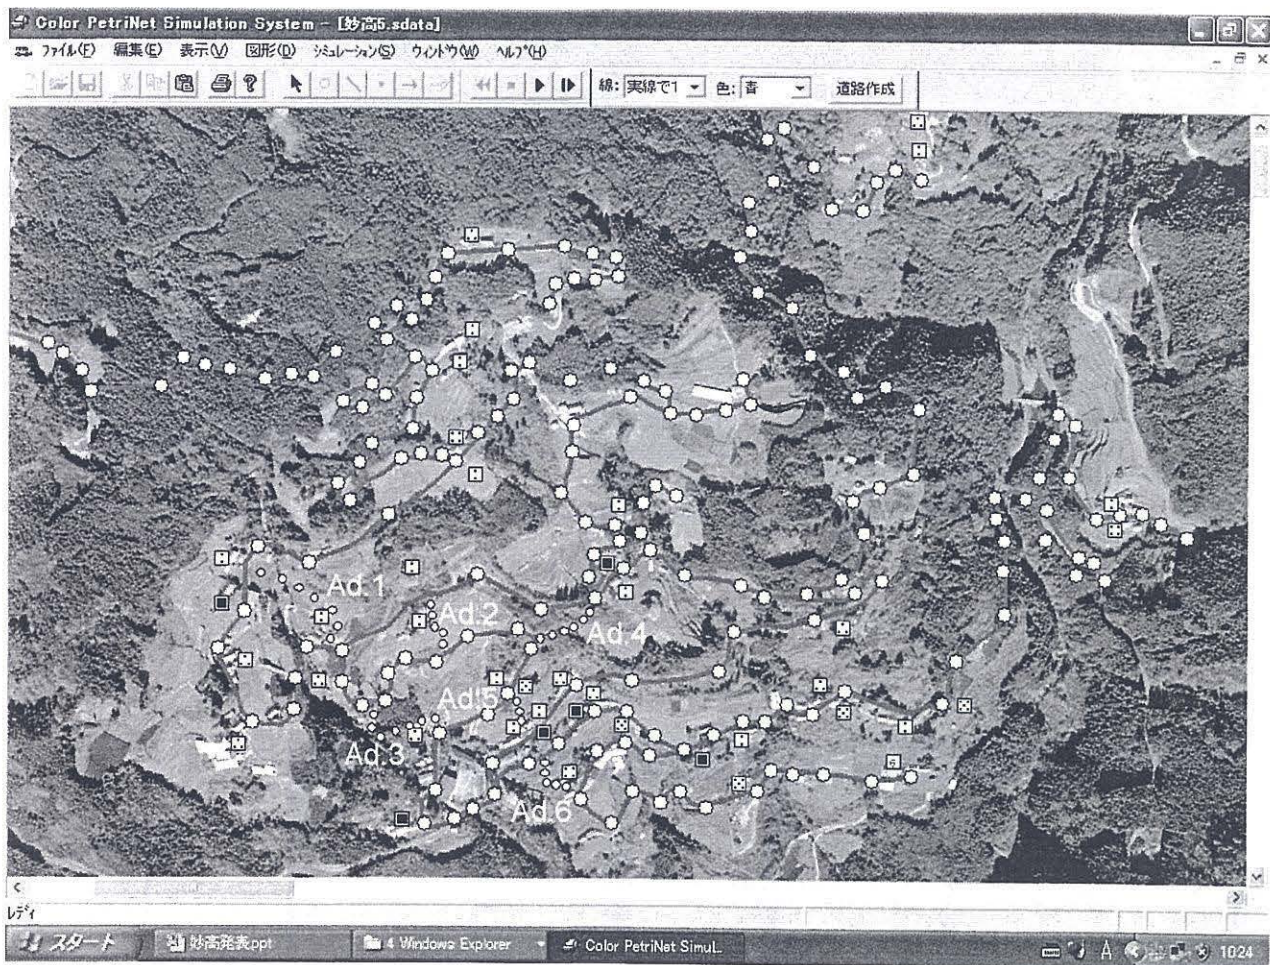 Color PetriNet Simulation System - [妙高5.sdata]
ファイル(F) 編集(E) 表示(V) 図形(D) シミュレーション(S) ウィンドウ(W) ヘルプ(H)
線: 実線で1 色: 青 道路作成
Ad.1
Ad.2
Ad.4
Ad.5
Ad.3
Ad.6
レディ
スタート 妙高発表.ppt 4 Windows Explorer Color PetriNet Simul.. A 10:24